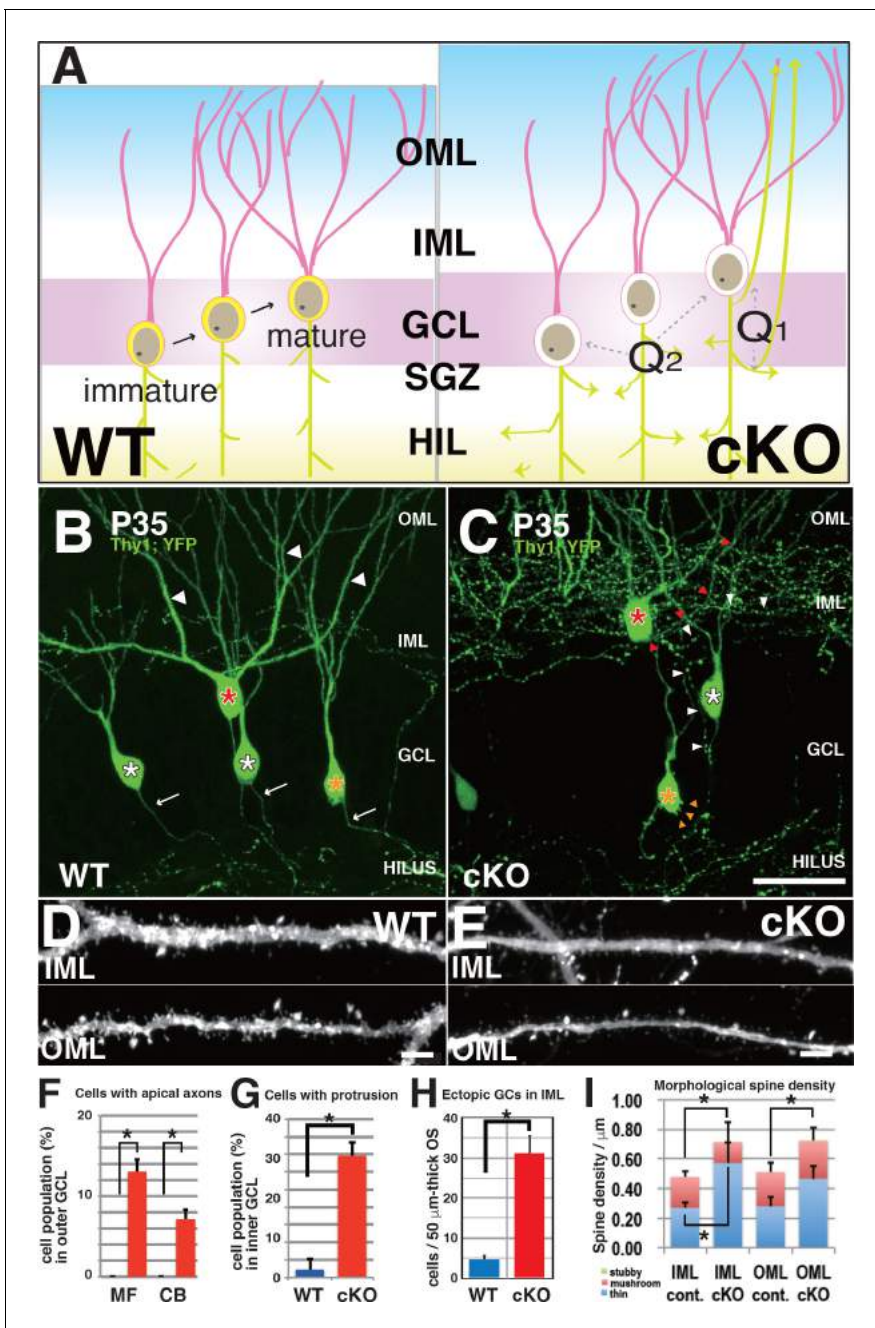 A
OML
IML
GCL
SGZ
HIL
immature
mature
WT
Q2
Q1
cKO
B
P35
Thy1; YFP
OML
IML
GCL
HILUS
WT
C
P35
Thy1; YFP
OML
IML
GCL
HILUS
cKO
D
WT
IML
OML
E
cKO
IML
OML
F
Cells with apical axons
cell population (%)
in outer GCL
20
10
0
*
*
MF
CB
G
Cells with protrusion
cell population (%)
in inner GCL
40
30
20
30
0
*
WT
cKO
H
Ectopic GCs in IML
cells / 50 μm-thick OS
40
30
20
10
0
*
WT
cKO
I
Morphological spine density
Spine density / μm
1.00
0.80
0.60
0.40
0.20
0.00
*
*
*
stubby
mushroom
thin
IML cont.
IML cKO
OML cont.
OML cKO